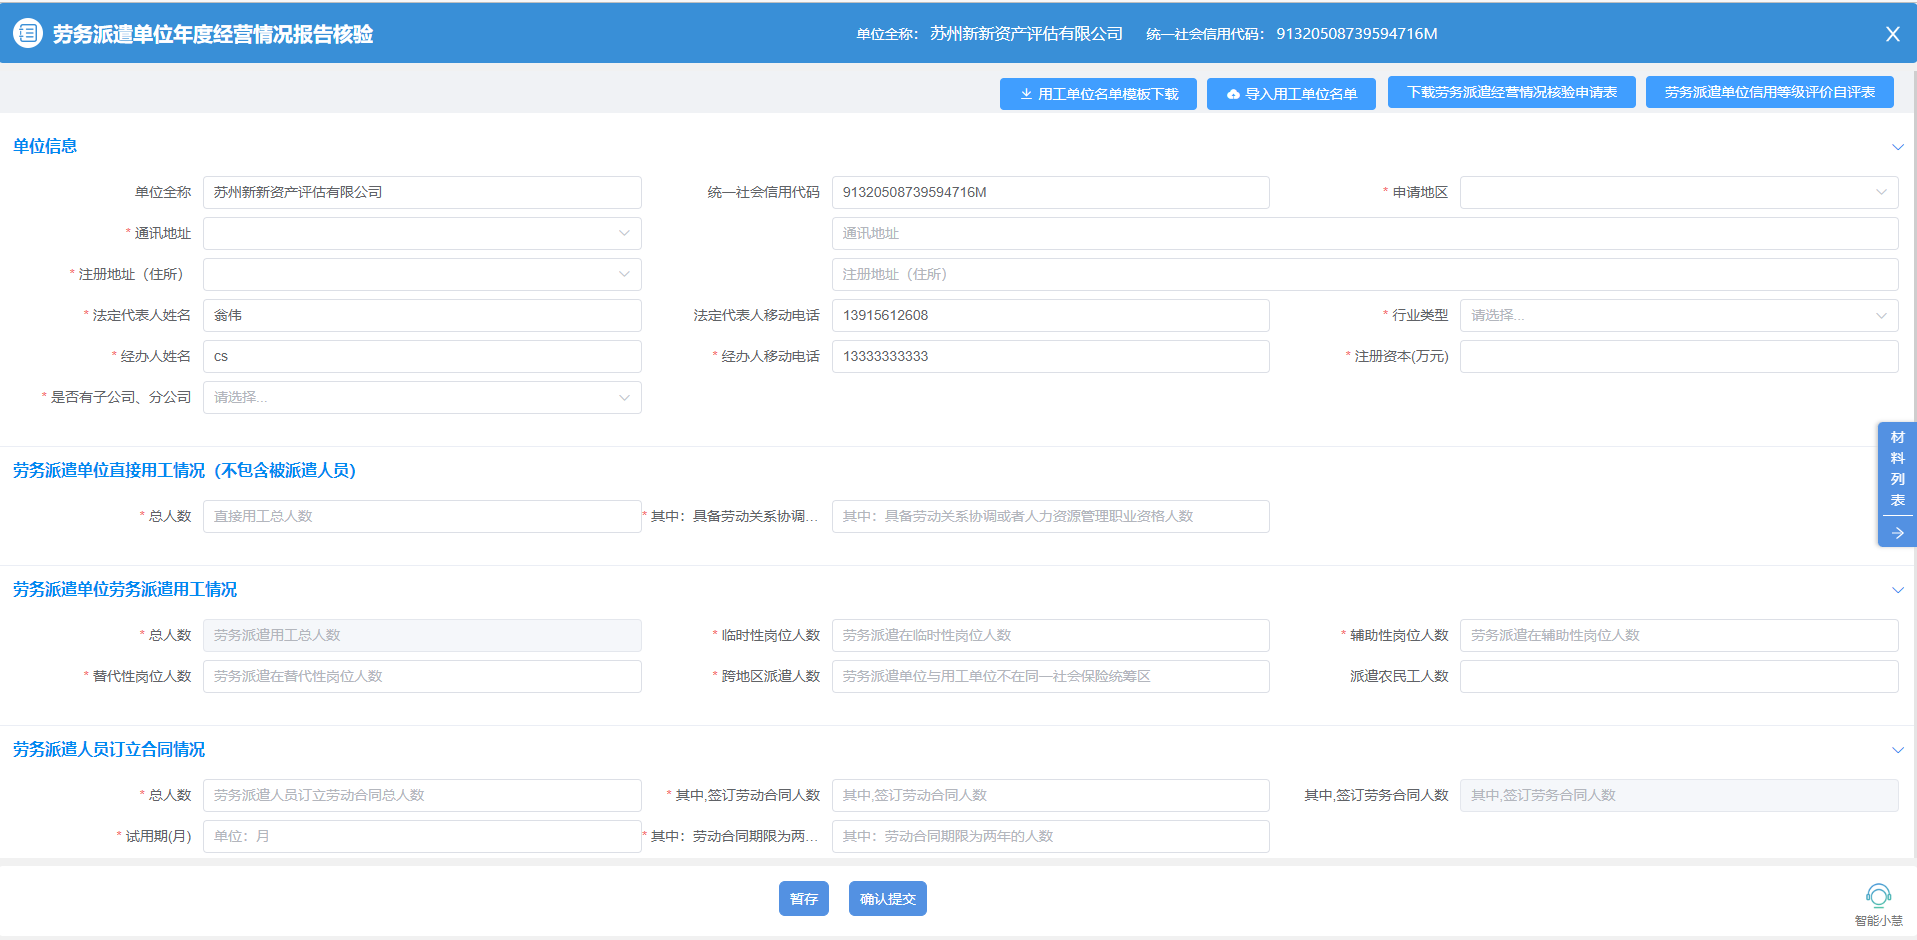 劳务派遣单位年度经营情况报告核验 单位全称： 苏州新新资产评估有限公司 统一社会信用代码： 91320508739594716M X
用工单位名单模板下载 导入用工单位名单 下载劳务派遣经营情况核验申请表 劳务派遣单位信用等级评价自评表
单位信息
单位全称 苏州新新资产评估有限公司 统一社会信用代码 91320508739594716M * 申请地区
* 通讯地址 通讯地址
* 注册地址（住所） 注册地址（住所）
* 法定代表人姓名 翁伟 法定代表人移动电话 13915612608 * 行业类型 请选择...
* 经办人姓名 cs * 经办人移动电话 13333333333 * 注册资本(万元)
* 是否有子公司、分公司 请选择...
劳务派遣单位直接用工情况（不包含被派遣人员）
* 总人数 直接用工总人数 * 其中：具备劳动关系协调... 其中：具备劳动关系协调或者人力资源管理职业资格人数
材料列表
劳务派遣单位劳务派遣用工情况
* 总人数 劳务派遣用工总人数 * 临时性岗位人数 劳务派遣在临时性岗位人数 * 辅助性岗位人数 劳务派遣在辅助性岗位人数
* 替代性岗位人数 劳务派遣在替代性岗位人数 * 跨地区派遣人数 劳务派遣单位与用工单位不在同一社会保险统筹区 派遣农民工人数
劳务派遣人员订立合同情况
* 总人数 劳务派遣人员订立劳动合同总人数 * 其中,签订劳动合同人数 其中,签订劳动合同人数 其中,签订劳务合同人数 其中,签订劳务合同人数
* 试用期(月) 单位：月 * 其中：劳动合同期限为两... 其中：劳动合同期限为两年的人数
暂存 确认提交
智能小慧